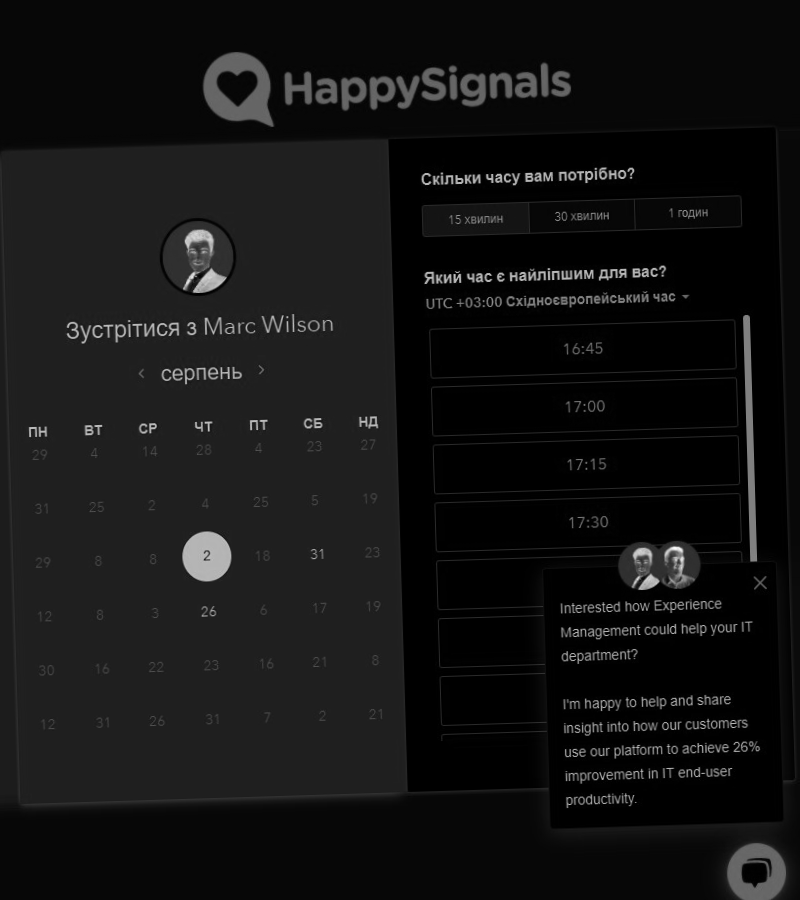 HappySignals
Зустрітися з Marc Wilson
серпень
ПН ВТ СР ЧТ ПТ СБ НД
29 4 14 28 4 23 27
31 25 2 4 25 5 19
29 8 8 2 18 31 23
12 8 3 26 6 17 19
30 16 22 23 16 21 8
12 31 26 31 7 2 21
Скільки часу вам потрібно?
15 хвилин 30 хвилин 1 годин
Який час є найліпшим для вас?
UTC +03:00 Східноєвропейський час
16:45
17:00
17:15
17:30
Interested how Experience
Management could help your IT
department?
I'm happy to help and share
insight into how our customers
use our platform to achieve 26%
improvement in IT end-user
productivity.